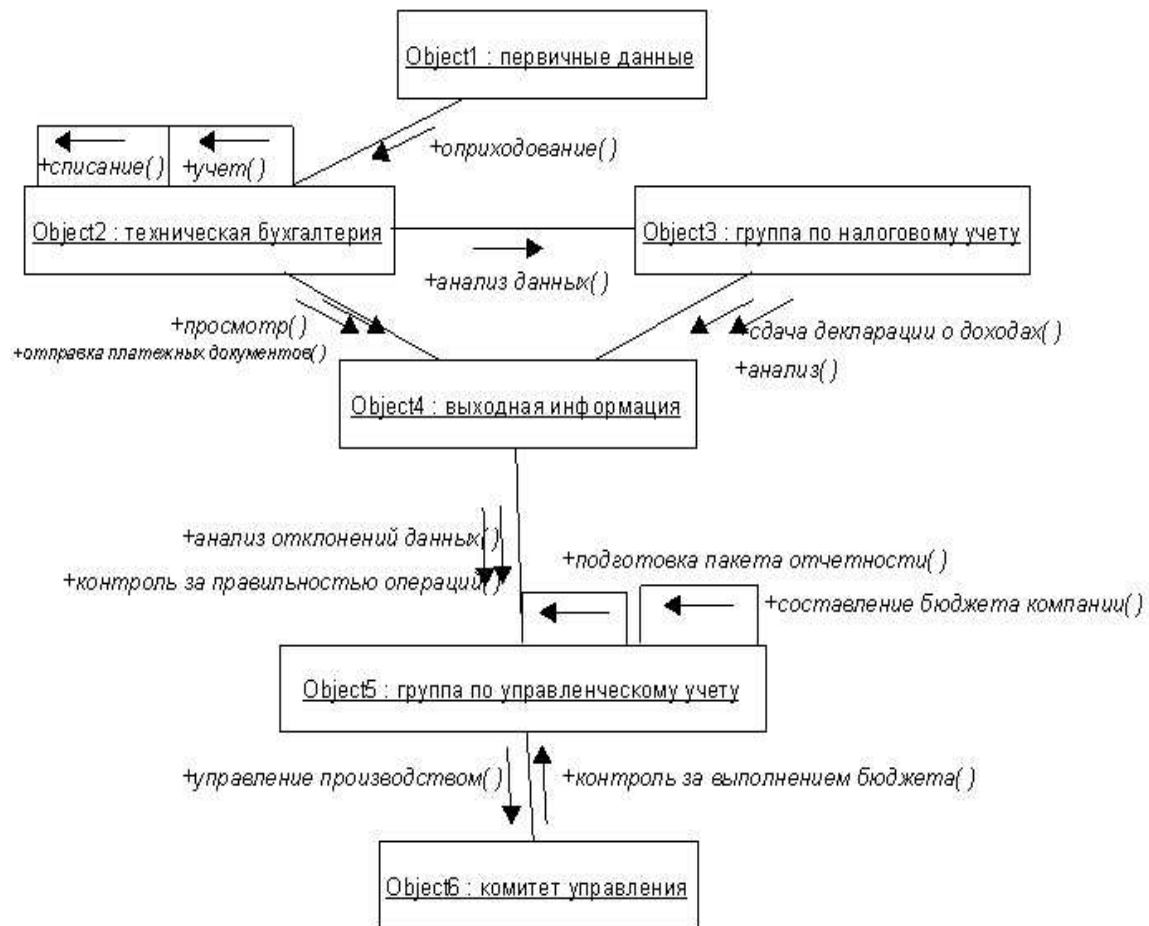 Object1 : первичные данные
+оприходование()
+списание()
+учет()
Object2 : техническая бухгалтерия
Object3 : группа по налоговому учету
+анализ данных()
+просмотр()
+отправка платежных документов()
+сдача декларации о доходах()
+анализ()
Object4 : выходная информация
+анализ отклонений данных()
+контроль за правильностью операций()
+подготовка пакета отчетности()
+составление бюджета компании()
Object5 : группа по управленческому учету
+управление производством()
+контроль за выполнением бюджета()
Object6 : комитет управления